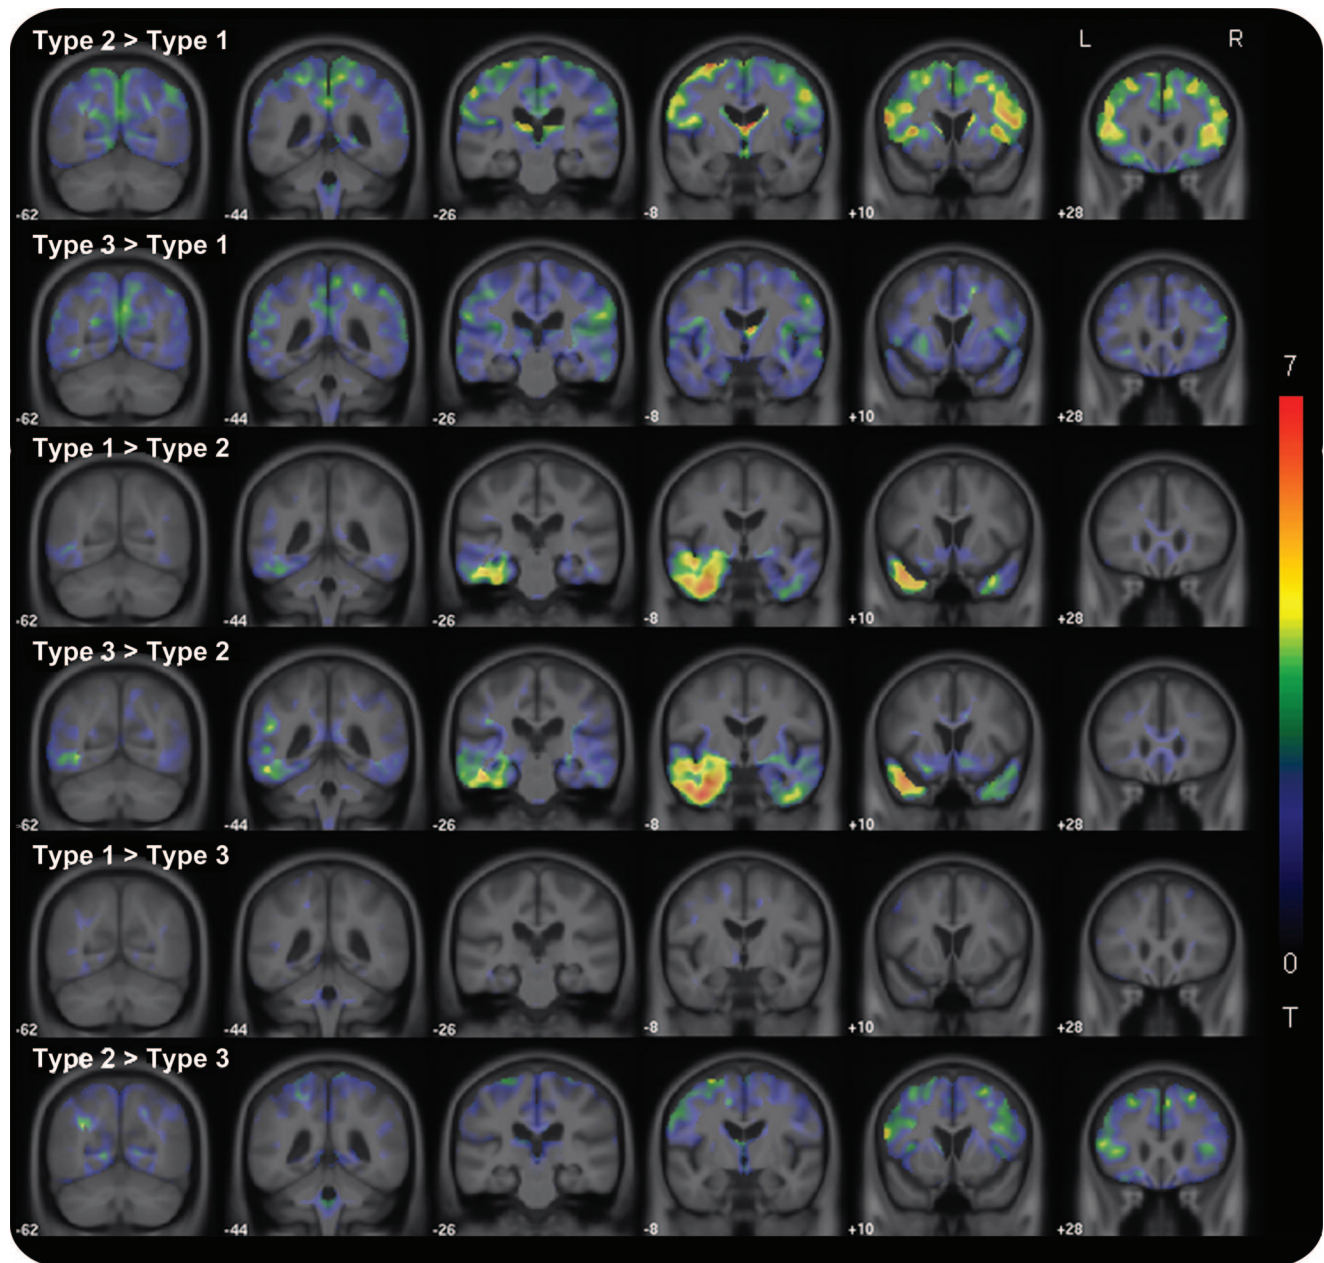 Type 2 > Type 1
L R
-62 -44 -26 -8 +10 +28
Type 3 > Type 1
-62 -44 -26 -8 +10 +28
7
Type 1 > Type 2
-62 -44 -26 -8 +10 +28
Type 3 > Type 2
-62 -44 -26 -8 +10 +28
Type 1 > Type 3
0
T
-62 -44 -26 -8 +10 +28
Type 2 > Type 3
-62 -44 -26 -8 +10 +28